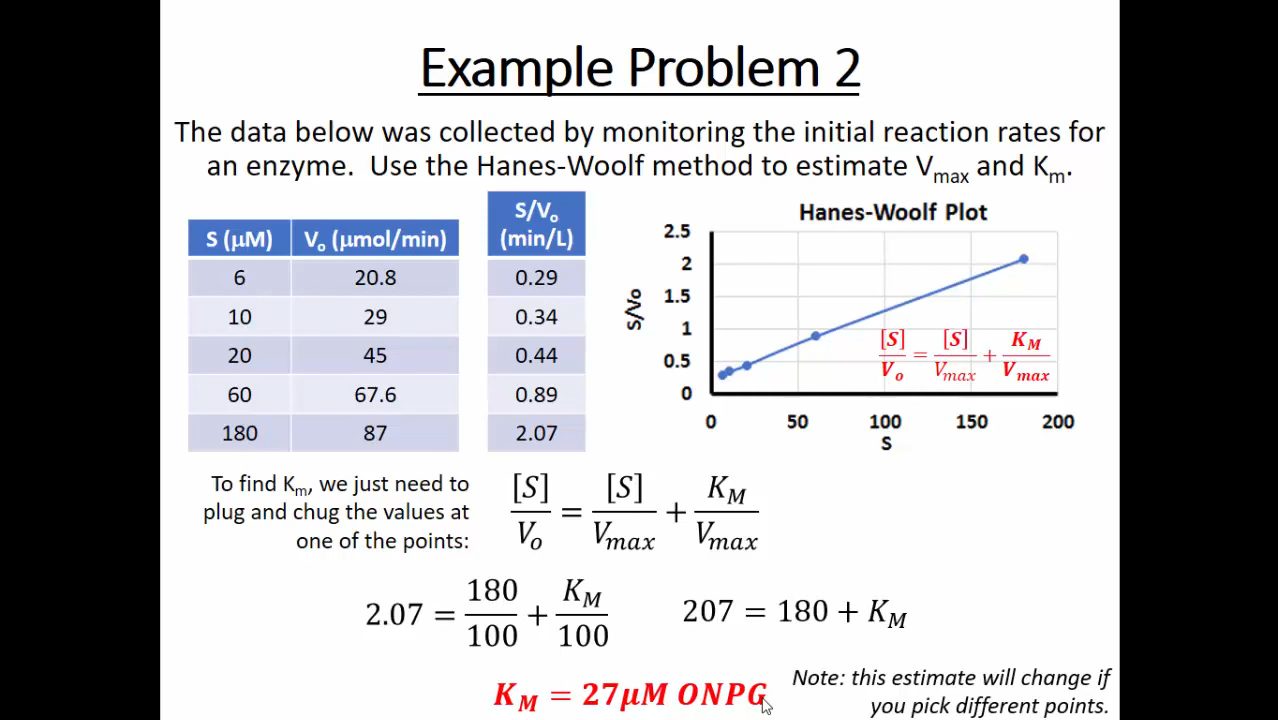 Example Problem 2
The data below was collected by monitoring the initial reaction rates for
an enzyme. Use the Hanes-Woolf method to estimate Vmax and Km.
S (μM) Vo (μmol/min) S/Vo (min/L)
6 20.8 0.29
10 29 0.34
20 45 0.44
60 67.6 0.89
180 87 2.07
Hanes-Woolf Plot
2.5
2
1.5
1
0.5
0
S/Vo
0 50 100 150 200
S
[S]/Vo = [S]/Vmax + KM/Vmax
To find Km, we just need to
plug and chug the values at
one of the points:
[S]/Vo = [S]/Vmax + KM/Vmax
2.07 = 180/100 + KM/100
207 = 180 + KM
KM = 27μM ONPG
Note: this estimate will change if
you pick different points.